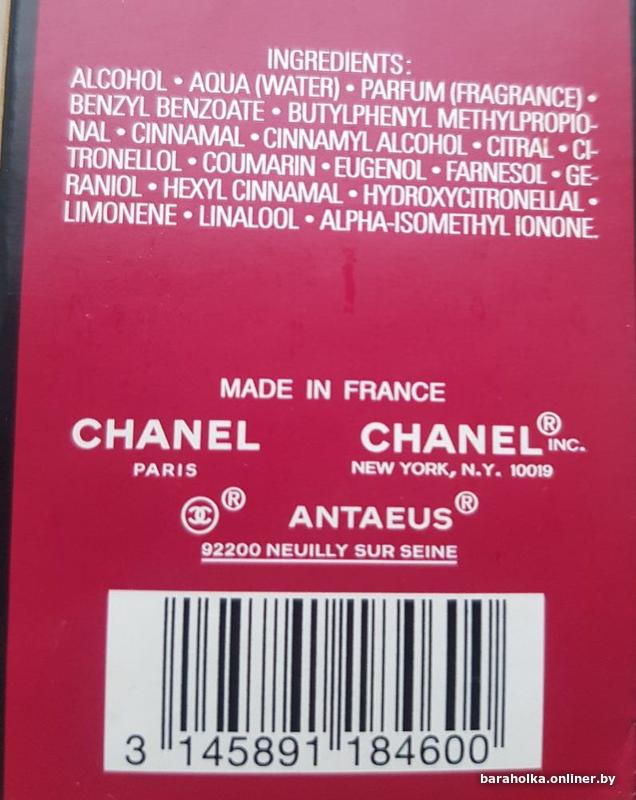 INGREDIENTS:
ALCOHOL • AQUA (WATER) • PARFUM (FRAGRANCE) •
BENZYL BENZOATE • BUTYLPHENYL METHYLPROPIO-
NAL • CINNAMAL • CINNAMYL ALCOHOL • CITRAL • CI-
TRONELLOL • COUMARIN • EUGENOL • FARNESOL • GE-
RANIOL • HEXYL CINNAMAL • HYDROXYCITRONELLAL •
LIMONENE • LINALOOL • ALPHA-ISOMETHYL IONONE.
MADE IN FRANCE
CHANEL CHANEL® INC.
PARIS NEW YORK, N.Y. 10019
® ANTAEUS®
92200 NEUILLY SUR SEINE
3 145891 184600
baraholka.onliner.by